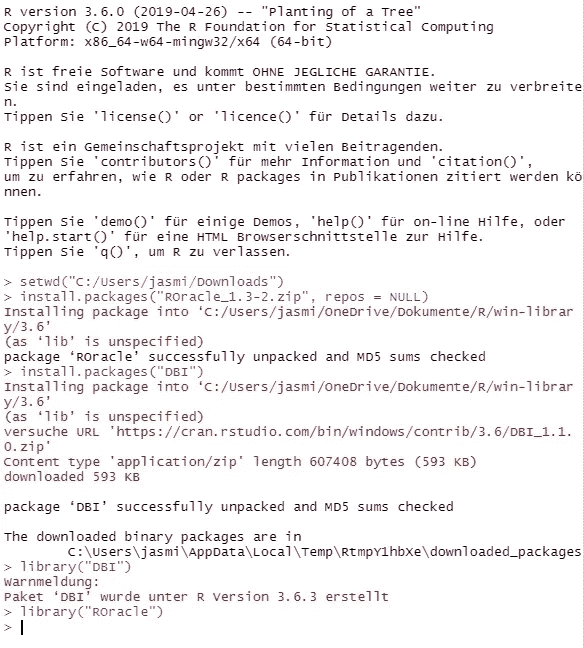 R version 3.6.0 (2019-04-26) -- "Planting of a Tree"
Copyright (C) 2019 The R Foundation for Statistical Computing
Platform: x86_64-w64-mingw32/x64 (64-bit)
R ist freie Software und kommt OHNE JEGLICHE GARANTIE.
Sie sind eingeladen, es unter bestimmten Bedingungen weiter zu verbreite
n.
Tippen Sie 'license()' or 'licence()' für Details dazu.
R ist ein Gemeinschaftsprojekt mit vielen Beitragenden.
Tippen Sie 'contributors()' für mehr Information und 'citation()',
um zu erfahren, wie R oder R packages in Publikationen zitiert werden kö
nnen.
Tippen Sie 'demo()' für einige Demos, 'help()' für on-line Hilfe, oder
'help.start()' für eine HTML Browserschnittstelle zur Hilfe.
Tippen Sie 'q()', um R zu verlassen.
> setwd("C:/Users/jasmi/Downloads")
> install.packages("ROracle_1.3-2.zip", repos = NULL)
Installing package into ‘C:/Users/jasmi/OneDrive/Dokumente/R/win-librar
y/3.6’
(as ‘lib’ is unspecified)
package ‘ROracle’ successfully unpacked and MD5 sums checked
> install.packages("DBI")
Installing package into ‘C:/Users/jasmi/OneDrive/Dokumente/R/win-librar
y/3.6’
(as ‘lib’ is unspecified)
versuche URL 'https://cran.rstudio.com/bin/windows/contrib/3.6/DBI_1.1.
0.zip'
Content type 'application/zip' length 607408 bytes (593 KB)
downloaded 593 KB
package ‘DBI’ successfully unpacked and MD5 sums checked
The downloaded binary packages are in
C:\Users\jasmi\AppData\Local\Temp\RtmpY1hbXe\downloaded_packages
> library("DBI")
Warnmeldung:
Paket ‘DBI’ wurde unter R Version 3.6.3 erstellt
> library("ROracle")
>